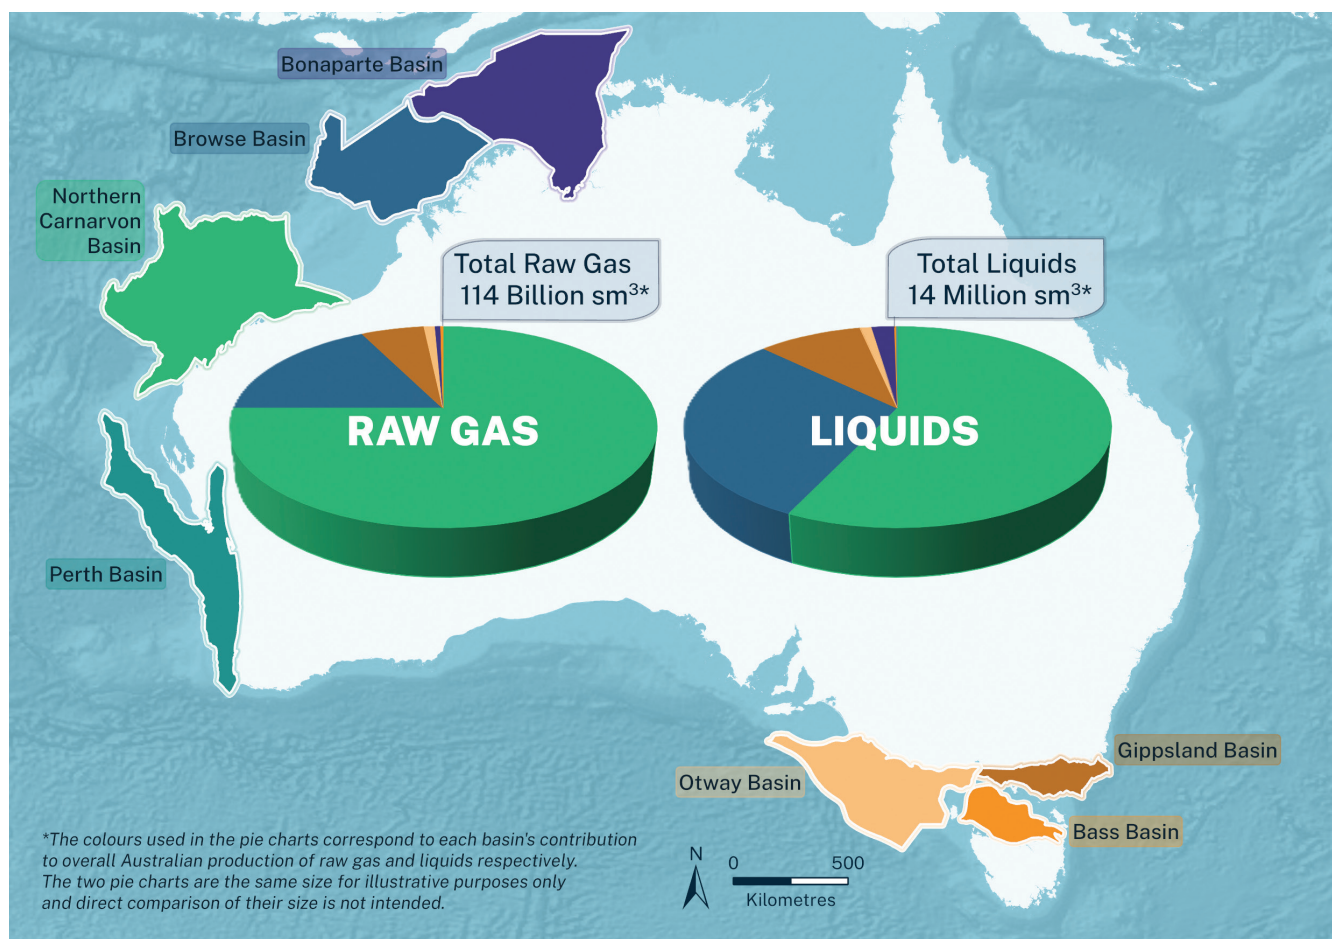 Bonaparte Basin
Browse Basin
Northern
Carnarvon
Basin
Total Raw Gas
114 Billion sm³*
Total Liquids
14 Million sm³*
RAW GAS
LIQUIDS
Perth Basin
Gippsland Basin
Otway Basin
Bass Basin
*The colours used in the pie charts correspond to each basin's contribution
to overall Australian production of raw gas and liquids respectively.
The two pie charts are the same size for illustrative purposes only
and direct comparison of their size is not intended.
N
0 500
Kilometres